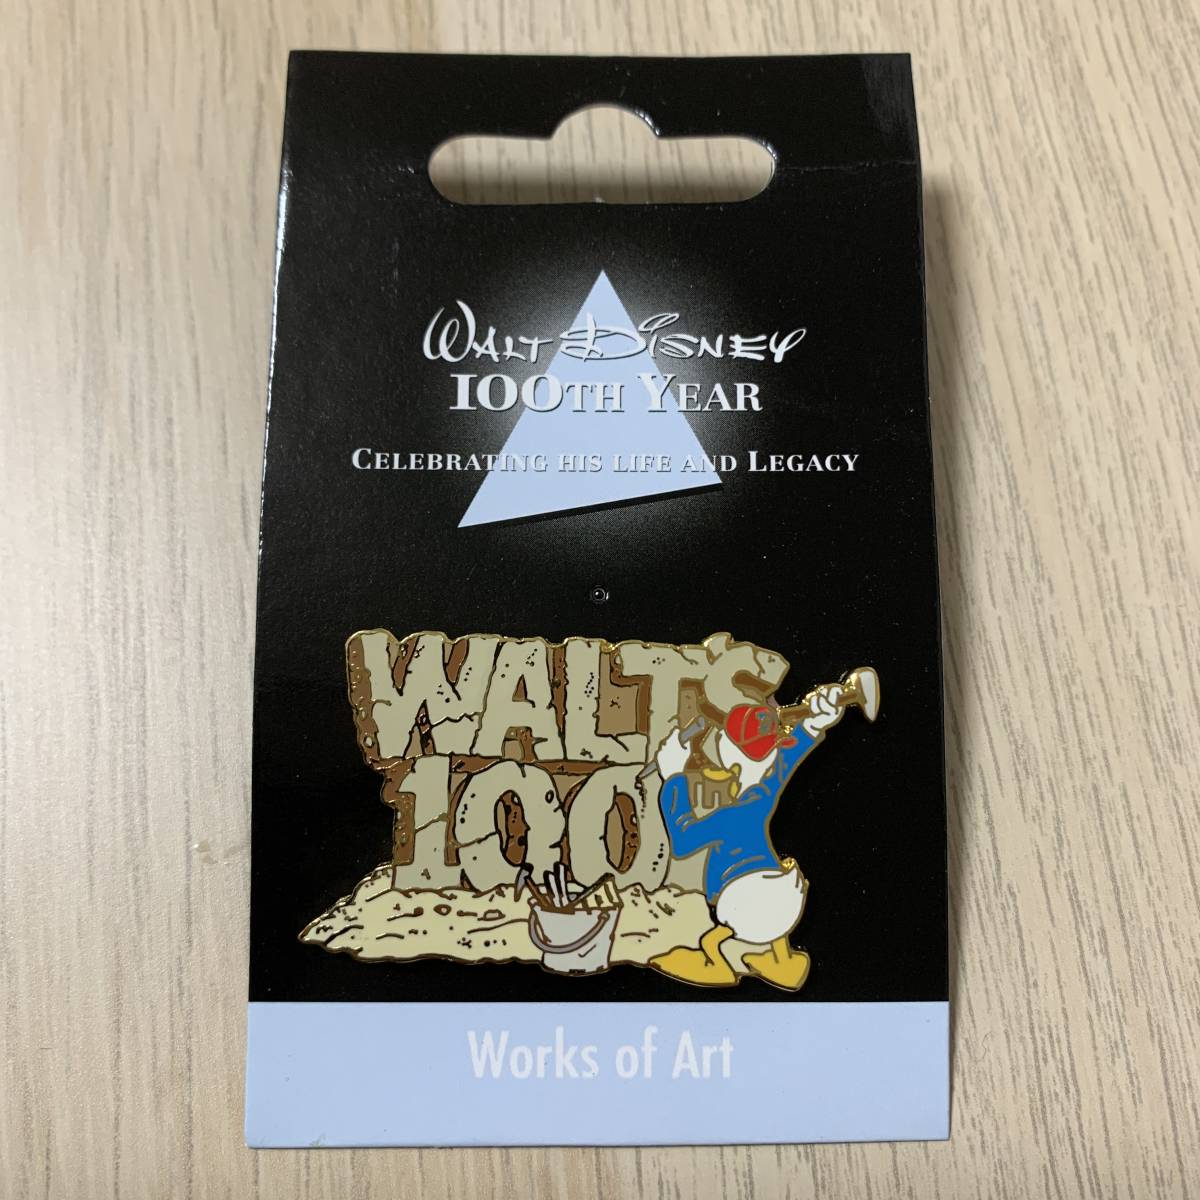 WALT DISNEY
100TH YEAR
CELEBRATING HIS LIFE AND LEGACY
WALT'S
100
Works of Art